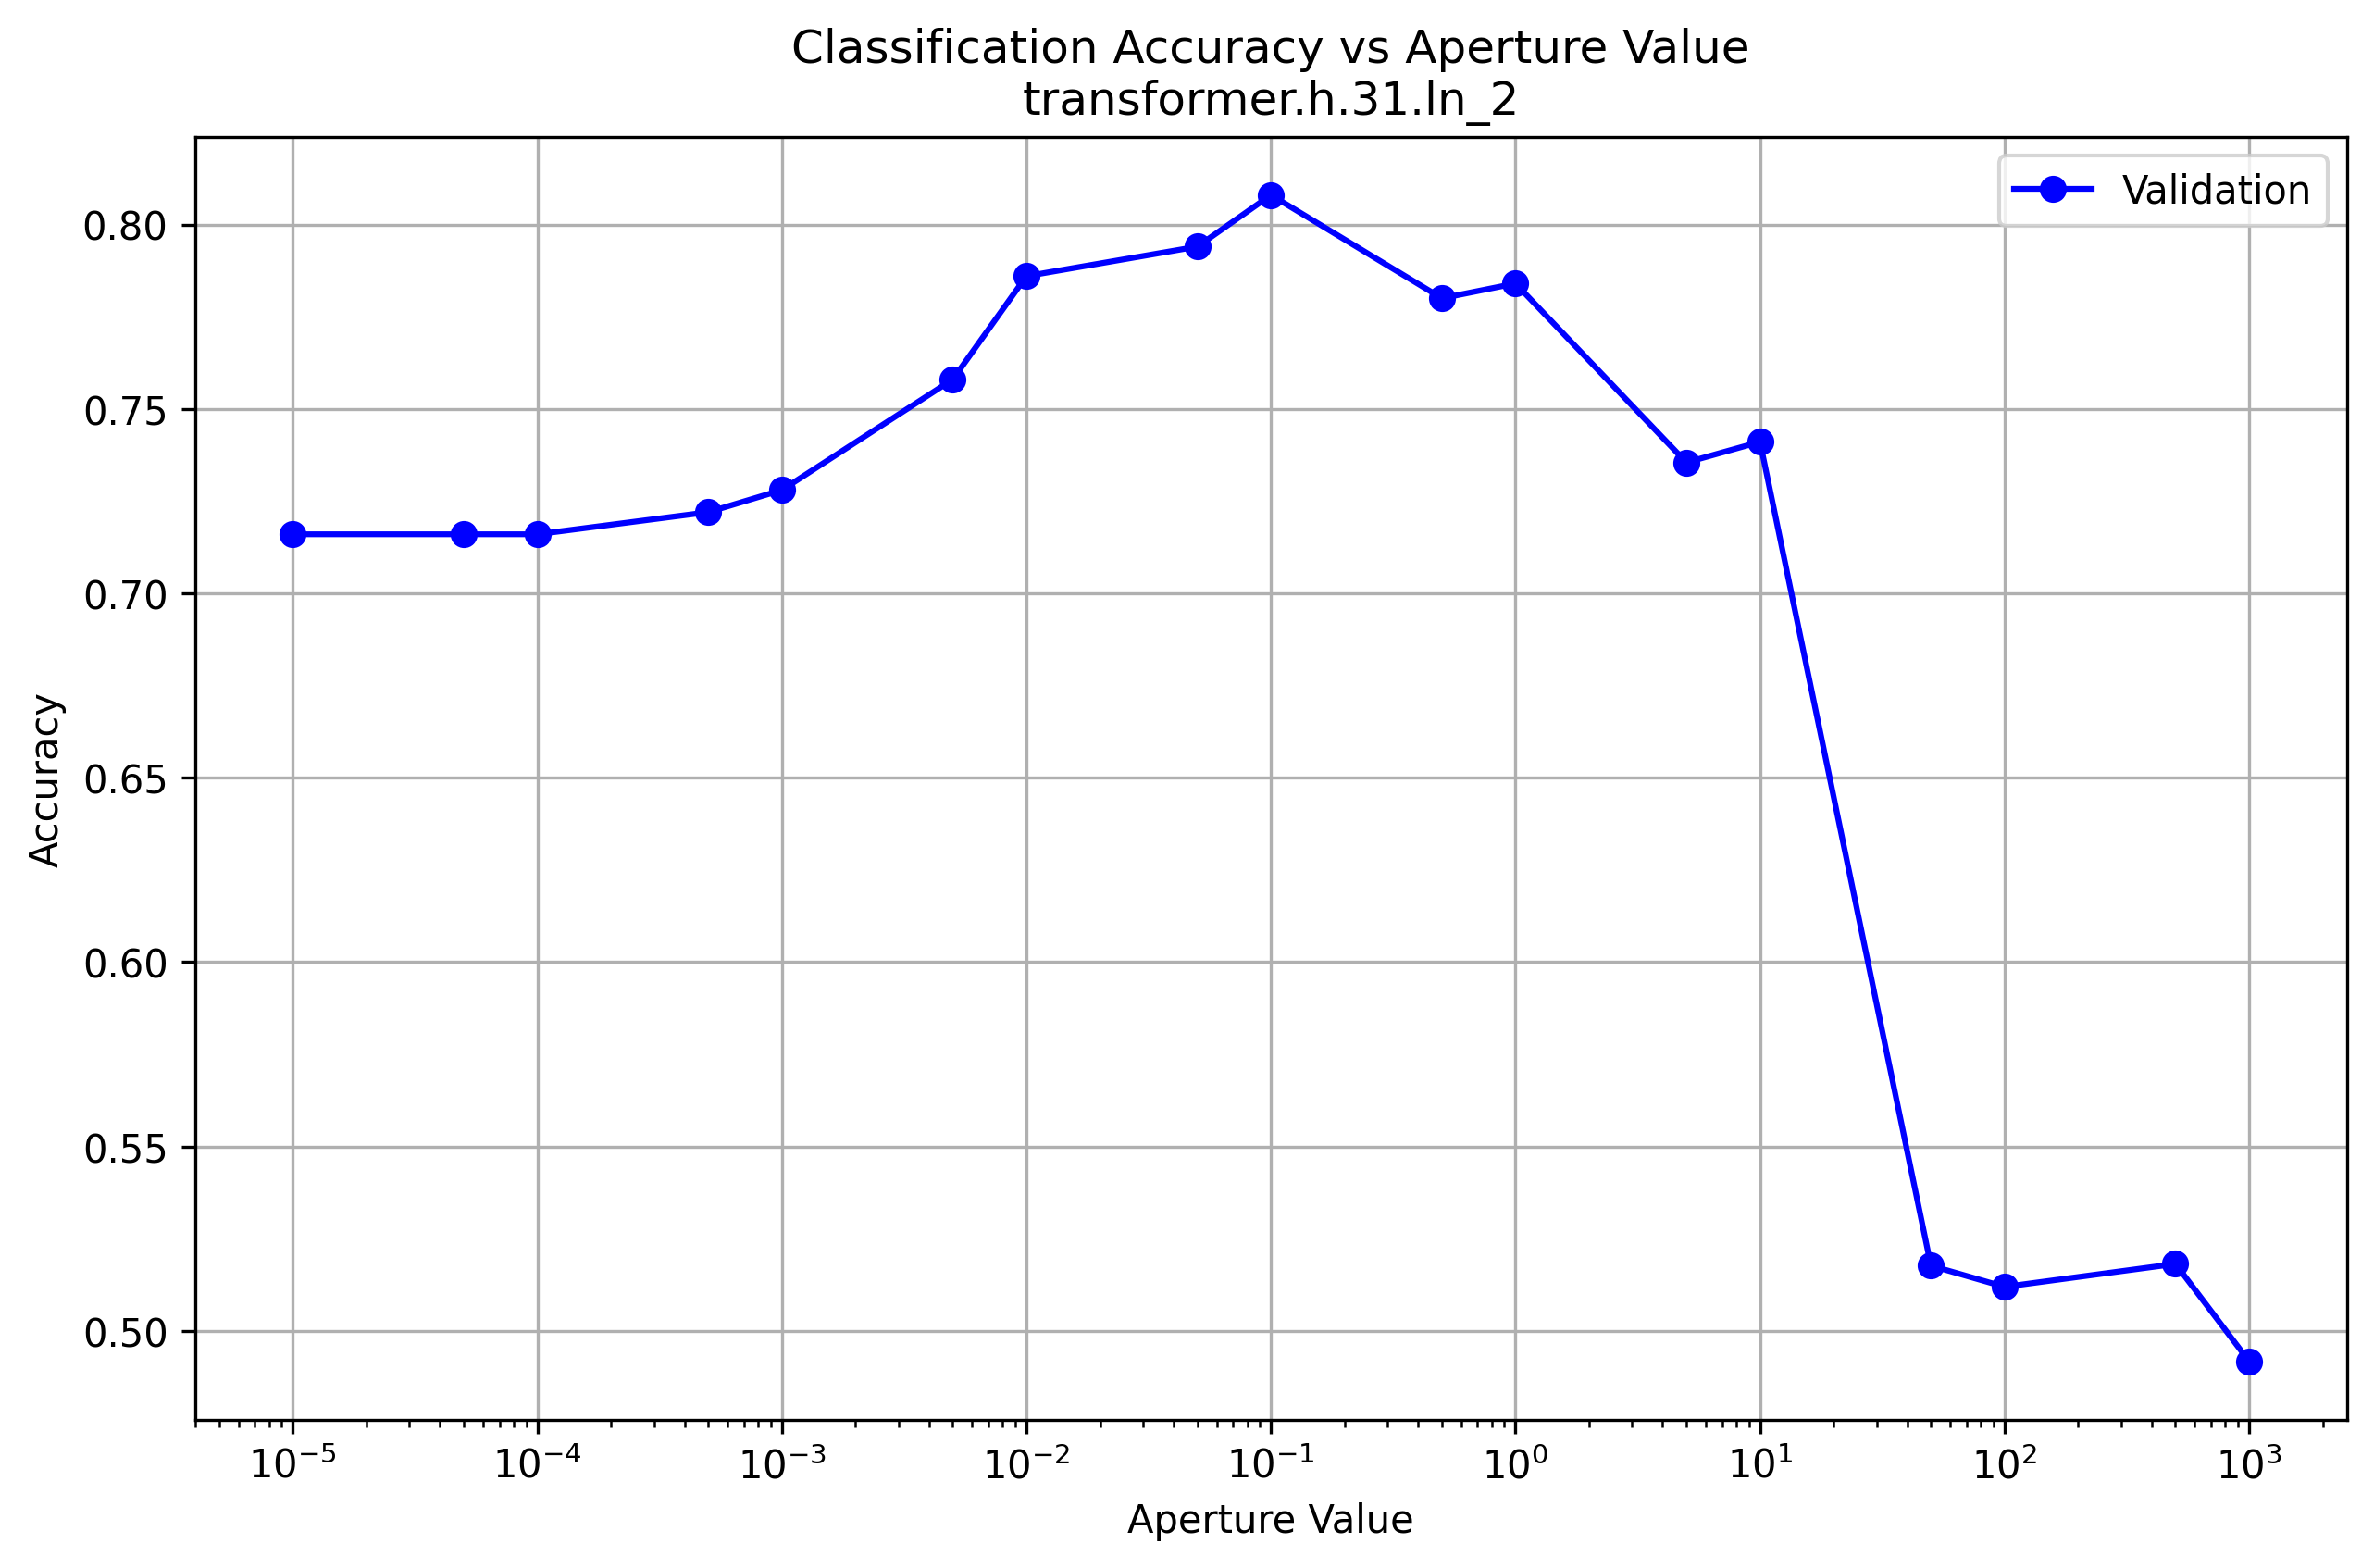 Classification Accuracy vs Aperture Value
transformer.h.31.ln_2
Validation
0.80
0.75
0.70
0.65
0.60
0.55
0.50
Accuracy
10⁻⁵ 10⁻⁴ 10⁻³ 10⁻² 10⁻¹ 10⁰ 10¹ 10² 10³
Aperture Value